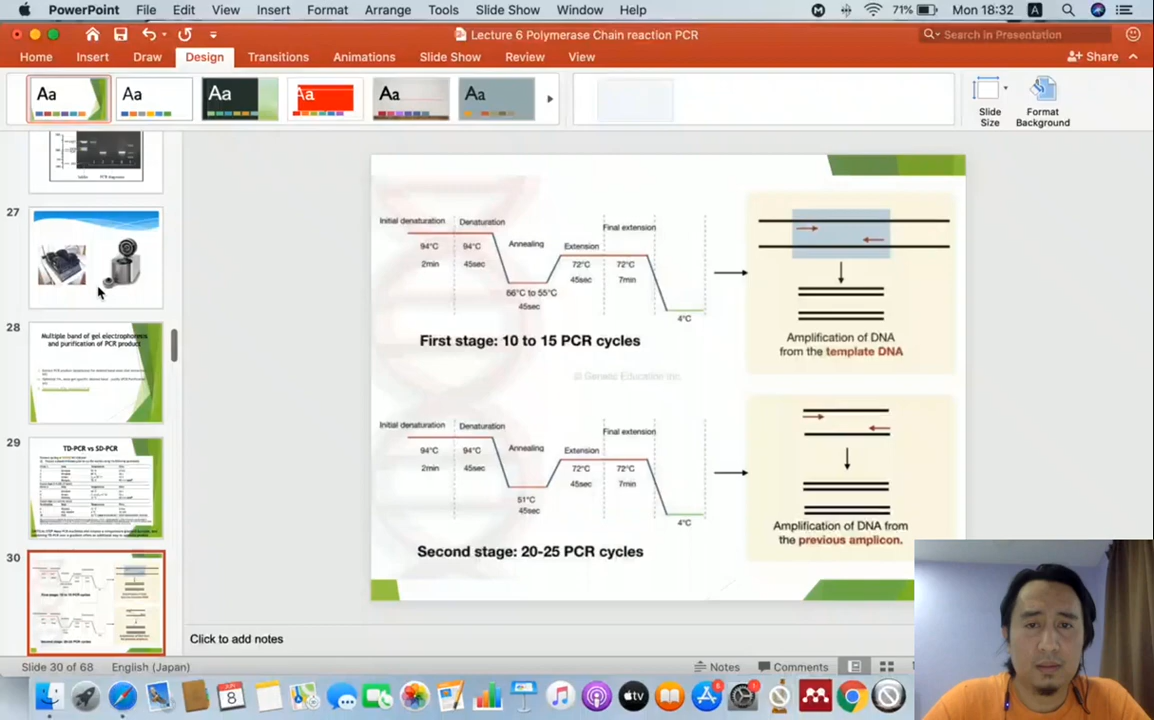 PowerPoint File Edit View Insert Format Arrange Tools Slide Show Window Help 71% Mon 18:32 A
Lecture 6 Polymerase Chain reaction PCR
Search in Presentation
Home Insert Draw Design Transitions Animations Slide Show Review View Share
Aa Aa Aa Aa Aa Aa
Slide Size
Format Background
27
28
Multiple band of gel electrophoresis
and purification of PCR product
29
TD-PCR vs SD-PCR
30
Initial denaturation Denaturation
Annealing
Extension
Final extension
94°C 94°C
72°C 72°C
2min 45sec
45sec 7min
66°C to 55°C
45sec
4°C
First stage: 10 to 15 PCR cycles
Amplification of DNA
from the template DNA
© Genetic Education Inc.
Initial denaturation Denaturation
Annealing
Extension
Final extension
94°C 94°C
72°C 72°C
2min 45sec
45sec 7min
51°C
45sec
4°C
Second stage: 20-25 PCR cycles
Amplification of DNA from
the previous amplicon.
Click to add notes
Slide 30 of 68 English (Japan) Notes Comments
8
tv